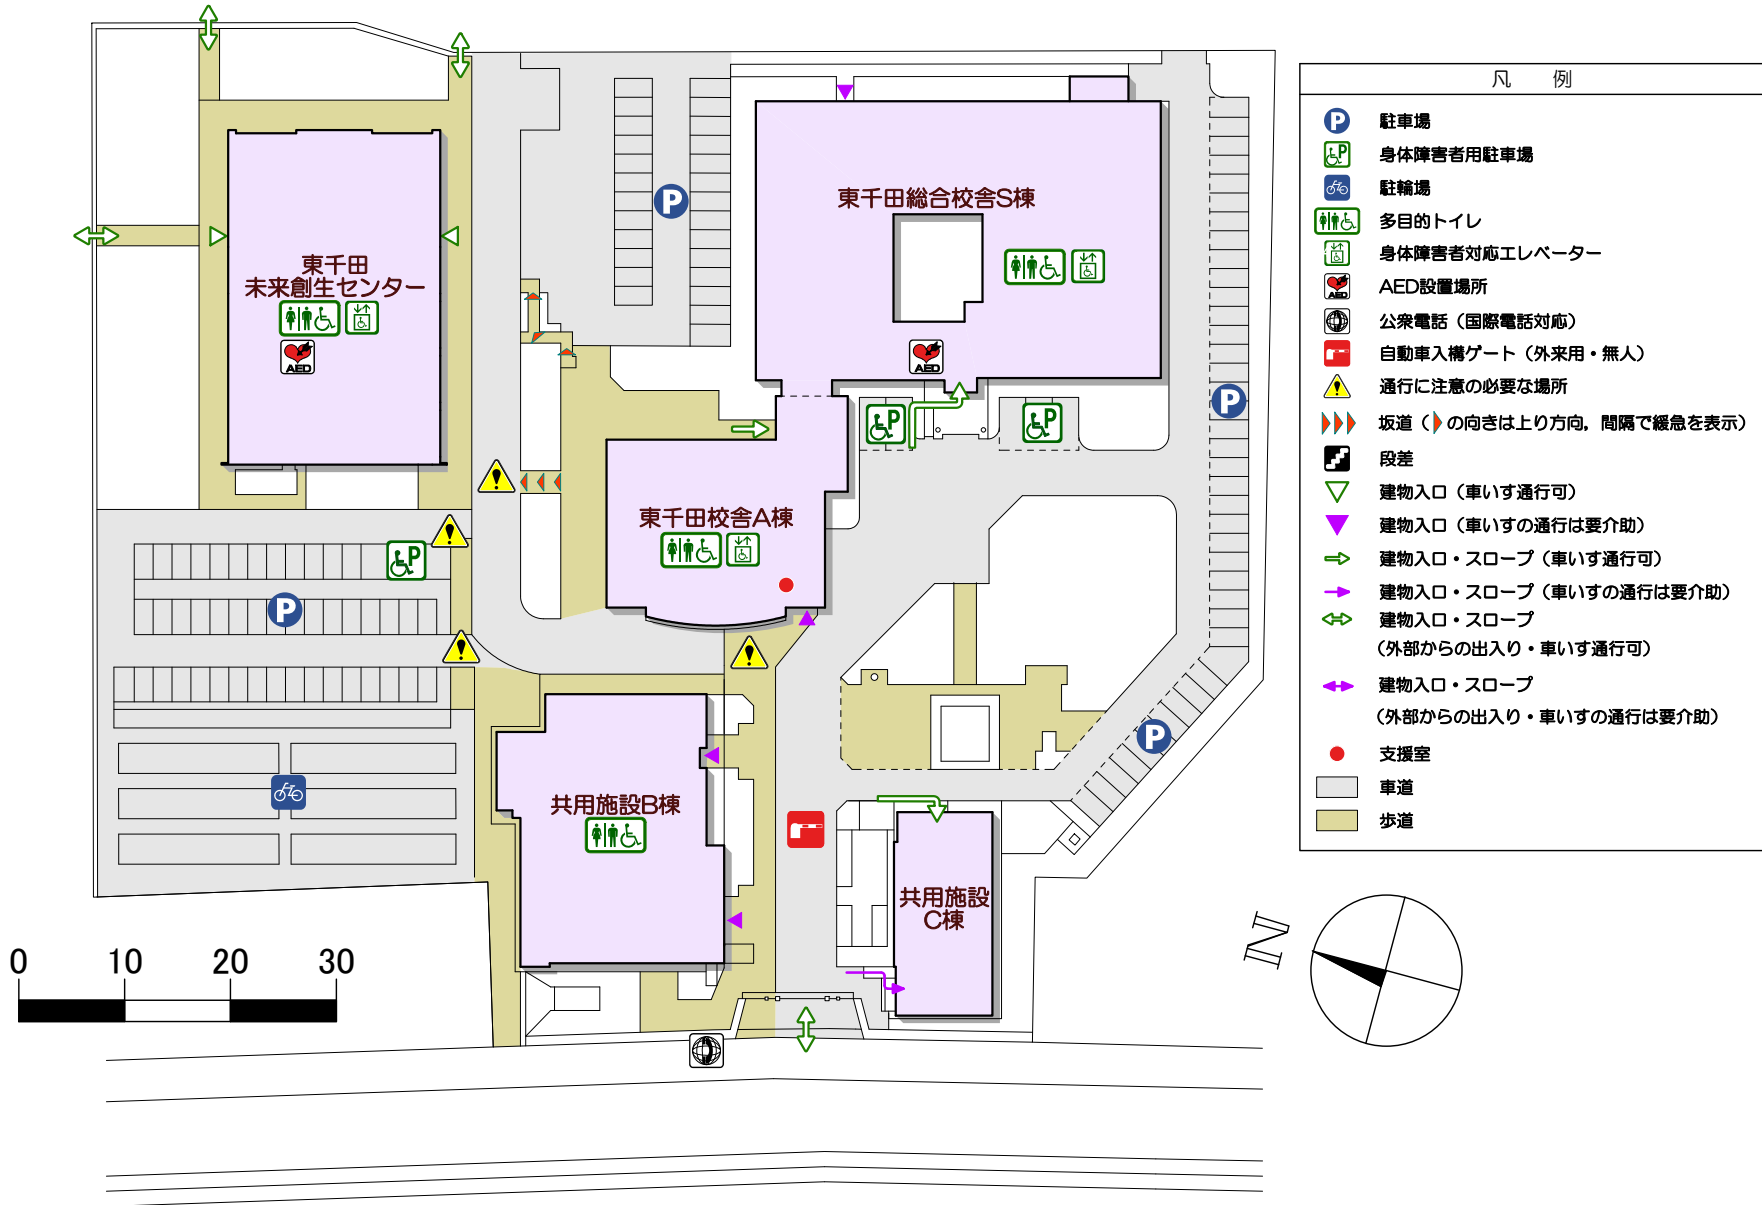 凡 例
P 駐車場
P 身体障害者用駐車場
駐輪場
多目的トイレ
身体障害者対応エレベーター
AED AED設置場所
公衆電話（国際電話対応）
自動車入構ゲート（外来用・無人）
! 通行に注意の必要な場所
坂道（ の向きは上り方向，間隔で緩急を表示）
段差
建物入口（車いす通行可）
建物入口（車いすの通行は要介助）
建物入口・スロープ（車いす通行可）
建物入口・スロープ（車いすの通行は要介助）
建物入口・スロープ
（外部からの出入り・車いす通行可）
建物入口・スロープ
（外部からの出入り・車いすの通行は要介助）
支援室
車道
歩道
東千田総合校舎S棟
P
AED
東千田
未来創生センター
AED
P
P
P
!
東千田校舎A棟
!
P
P
!
!
P
共用施設B棟
共用施設
C棟
N
0 10 20 30